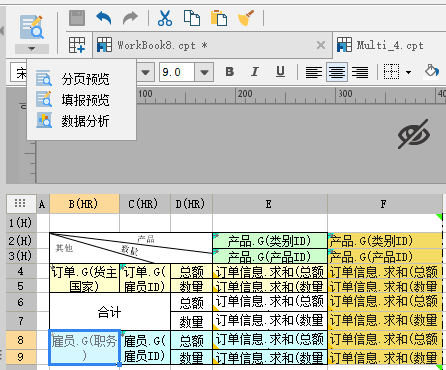 WorkBook8.cpt *
Multi_4.cpt
宋
9.0
B I U
分页预览
填报预览
数据分析
100 200 300 40
A B(HR) C(HR) D(HR) E F
1(H)
2(H) 产品 产品.G(类别ID) 产品.G(类别ID)
3(H) 其他 数量 产品.G(产品ID) 产品.G(产品ID)
4 订单.G(货主国家) 订单.G(雇员ID) 总额 订单信息.求和(总额 订单信息.求和(总额
5 数量 订单信息.求和(数量 订单信息.求和(数量
6 合计 总额 订单信息.求和(总额 订单信息.求和(总额
7 数量 订单信息.求和(数量 订单信息.求和(数量
8 雇员.G(职务) 雇员.G(雇员ID) 总额 订单信息.求和(总额 订单信息.求和(总额
9 数量 订单信息.求和(数量 订单信息.求和(数量